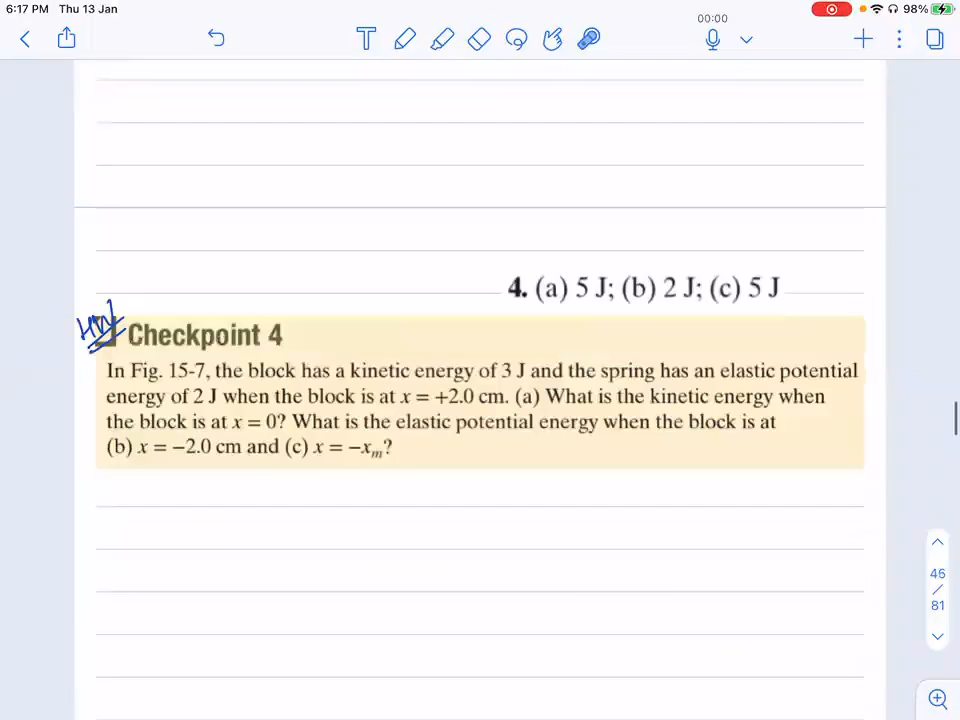 6:17 PM Thu 13 Jan
98%
00:00
T
4. (a) 5 J; (b) 2 J; (c) 5 J
HW
Checkpoint 4
In Fig. 15-7, the block has a kinetic energy of 3 J and the spring has an elastic potential
energy of 2 J when the block is at x = +2.0 cm. (a) What is the kinetic energy when
the block is at x = 0? What is the elastic potential energy when the block is at
(b) x = −2.0 cm and (c) x = −xₘ?
46
/
81